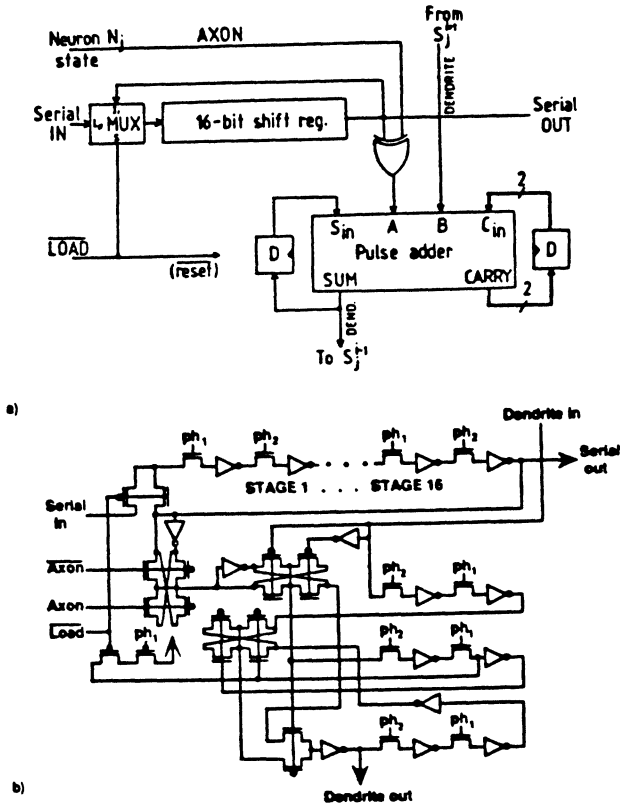 From
S_j^{i+1}
Neuron N_j AXON
state
DENDRITE
Serial
IN
MUX
16-bit shift reg.
Serial
OUT
LOAD
(reset)
2
S_in A B C_in
D
Pulse adder
D
SUM CARRY
2
DEND.
To S_j^{i-1}
a)
Dendrite in
ph₁ ph₂ ph₁ ph₂
Serial
out
STAGE 1 . . . STAGE 16
Serial
In
Axon
ph₂ ph₁
Axon
Load
ph₁
ph₂ ph₁
ph₂ ph₁
b)
Dendrite out